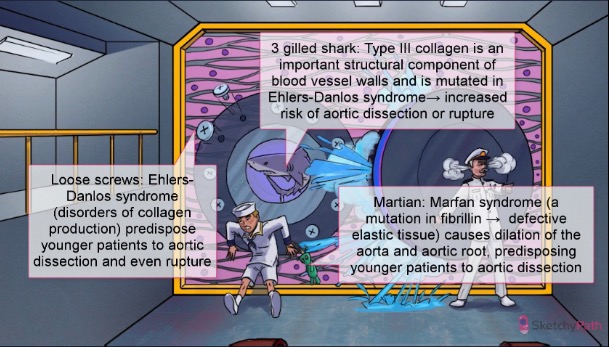 3 gilled shark: Type III collagen is an
important structural component of
blood vessel walls and is mutated in
Ehlers-Danlos syndrome→ increased
risk of aortic dissection or rupture
Loose screws: Ehlers-
Danlos syndrome
(disorders of collagen
production) predispose
younger patients to aortic
dissection and even rupture
Martian: Marfan syndrome (a
mutation in fibrillin → defective
elastic tissue) causes dilation of the
aorta and aortic root, predisposing
younger patients to aortic dissection
SketchyPath